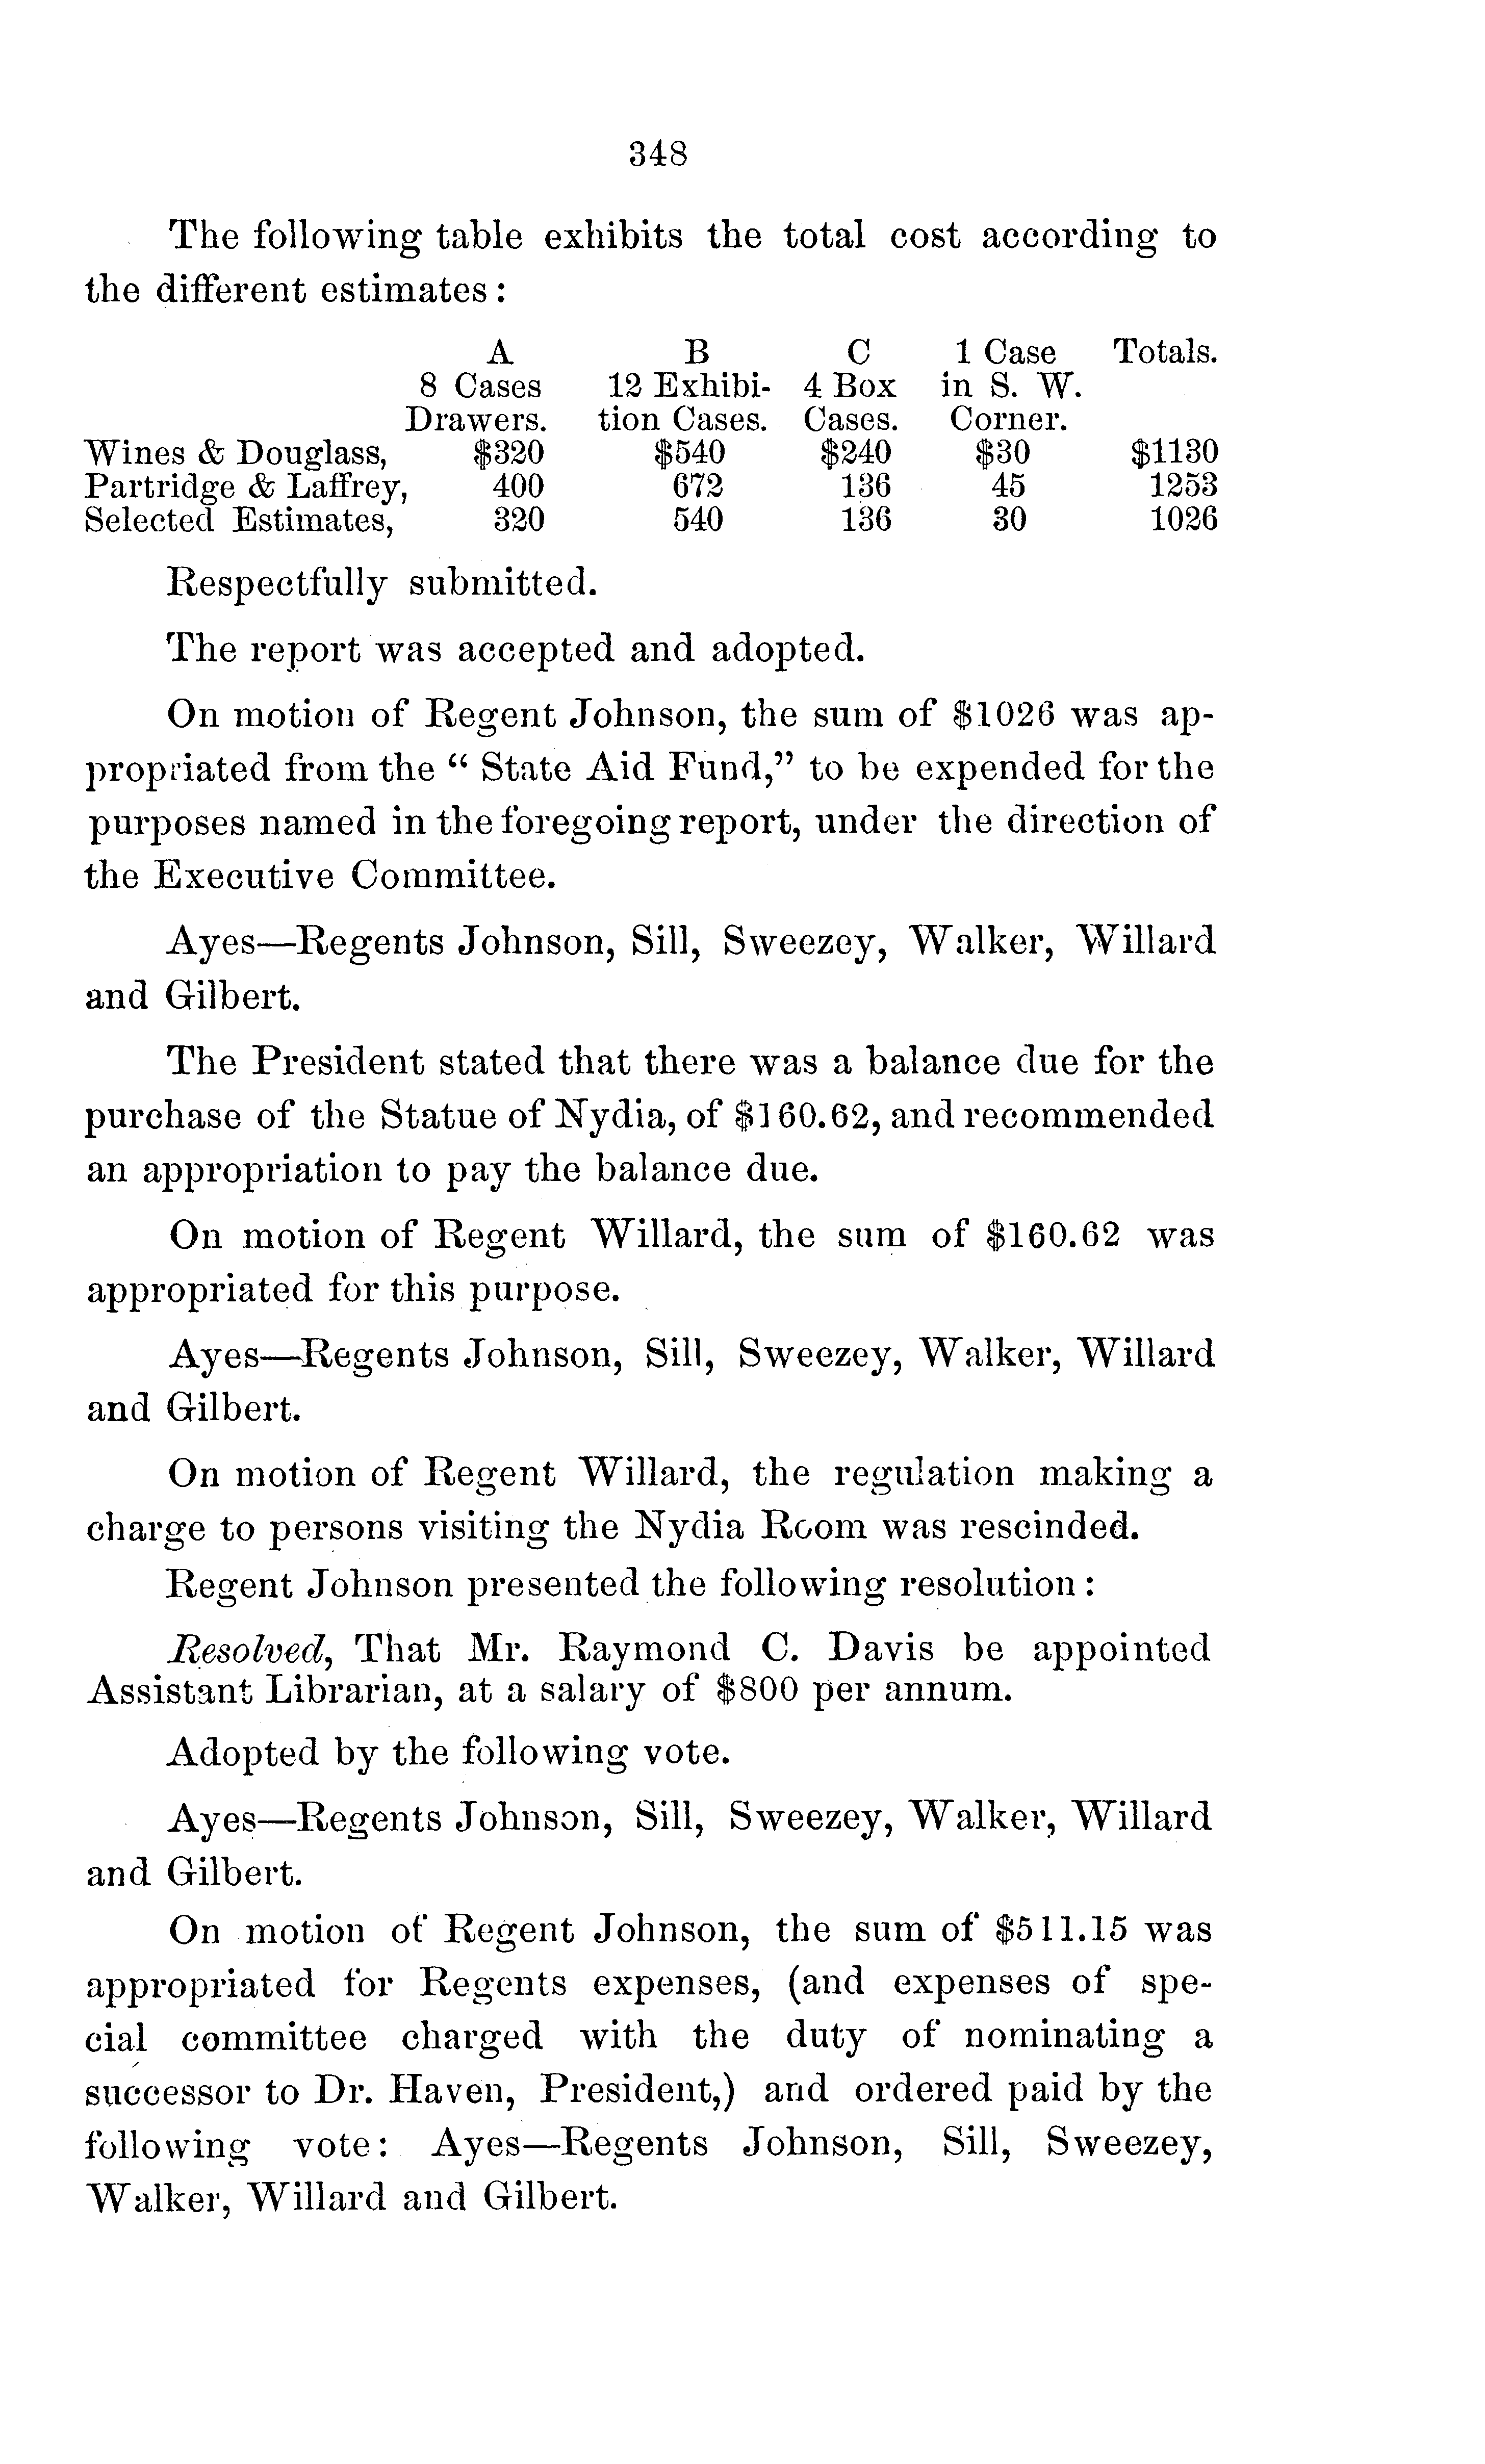 348
The following table exhibits the total cost according to
the different estimates :
A B C 1 Case Totals.
8 Cases 12 Exhibi- 4 Box in S. W.
Drawers. tion Cases. Cases. Corner.
Wines & Douglass, $320 $540 $240 $30 $1130
Partridge & Laffrey, 400 672 136 45 1253
Selected Estimates, 320 540 136 30 1026
Respectfully submitted.
The report was accepted and adopted.
On motion of Regent Johnson, the sum of $1026 was ap-
propriated from the “ State Aid Fund,” to be expended for the
purposes named in the foregoing report, under the direction of
the Executive Committee.
Ayes—Regents Johnson, Sill, Sweezey, Walker, Willard
and Gilbert.
The President stated that there was a balance due for the
purchase of the Statue of Nydia, of $160.62, and recommended
an appropriation to pay the balance due.
On motion of Regent Willard, the sum of $160.62 was
appropriated for this purpose.
Ayes—Regents Johnson, Sill, Sweezey, Walker, Willard
and Gilbert.
On motion of Regent Willard, the regulation making a
charge to persons visiting the Nydia Room was rescinded.
Regent Johnson presented the following resolution :
Resolved, That Mr. Raymond C. Davis be appointed
Assistant Librarian, at a salary of $800 per annum.
Adopted by the following vote.
Ayes—Regents Johnson, Sill, Sweezey, Walker, Willard
and Gilbert.
On motion of Regent Johnson, the sum of $511.15 was
appropriated for Regents expenses, (and expenses of spe-
cial committee charged with the duty of nominating a
successor to Dr. Haven, President,) and ordered paid by the
following vote: Ayes—Regents Johnson, Sill, Sweezey,
Walker, Willard and Gilbert.